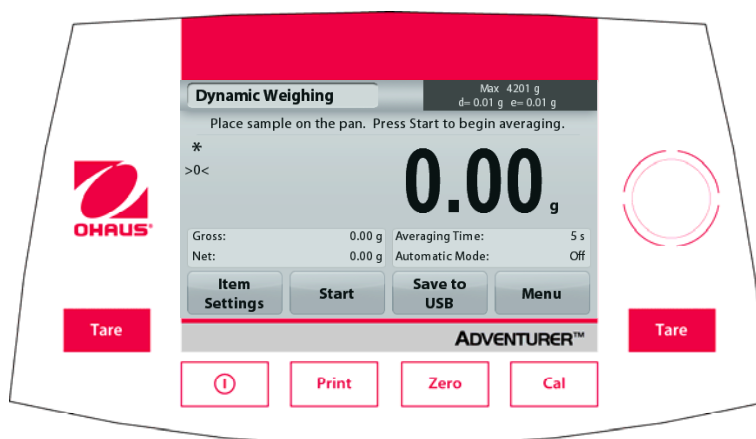 Dynamic Weighing
Max 4201 g
d= 0.01 g e= 0.01 g
Place sample on the pan. Press Start to begin averaging.
*
>0<
0.00 g
OHAUS®
Gross: 0.00 g Averaging Time: 5 s
Net: 0.00 g Automatic Mode: Off
Item Settings
Start
Save to USB
Menu
Tare
ADVENTURER™
Tare
Print
Zero
Cal